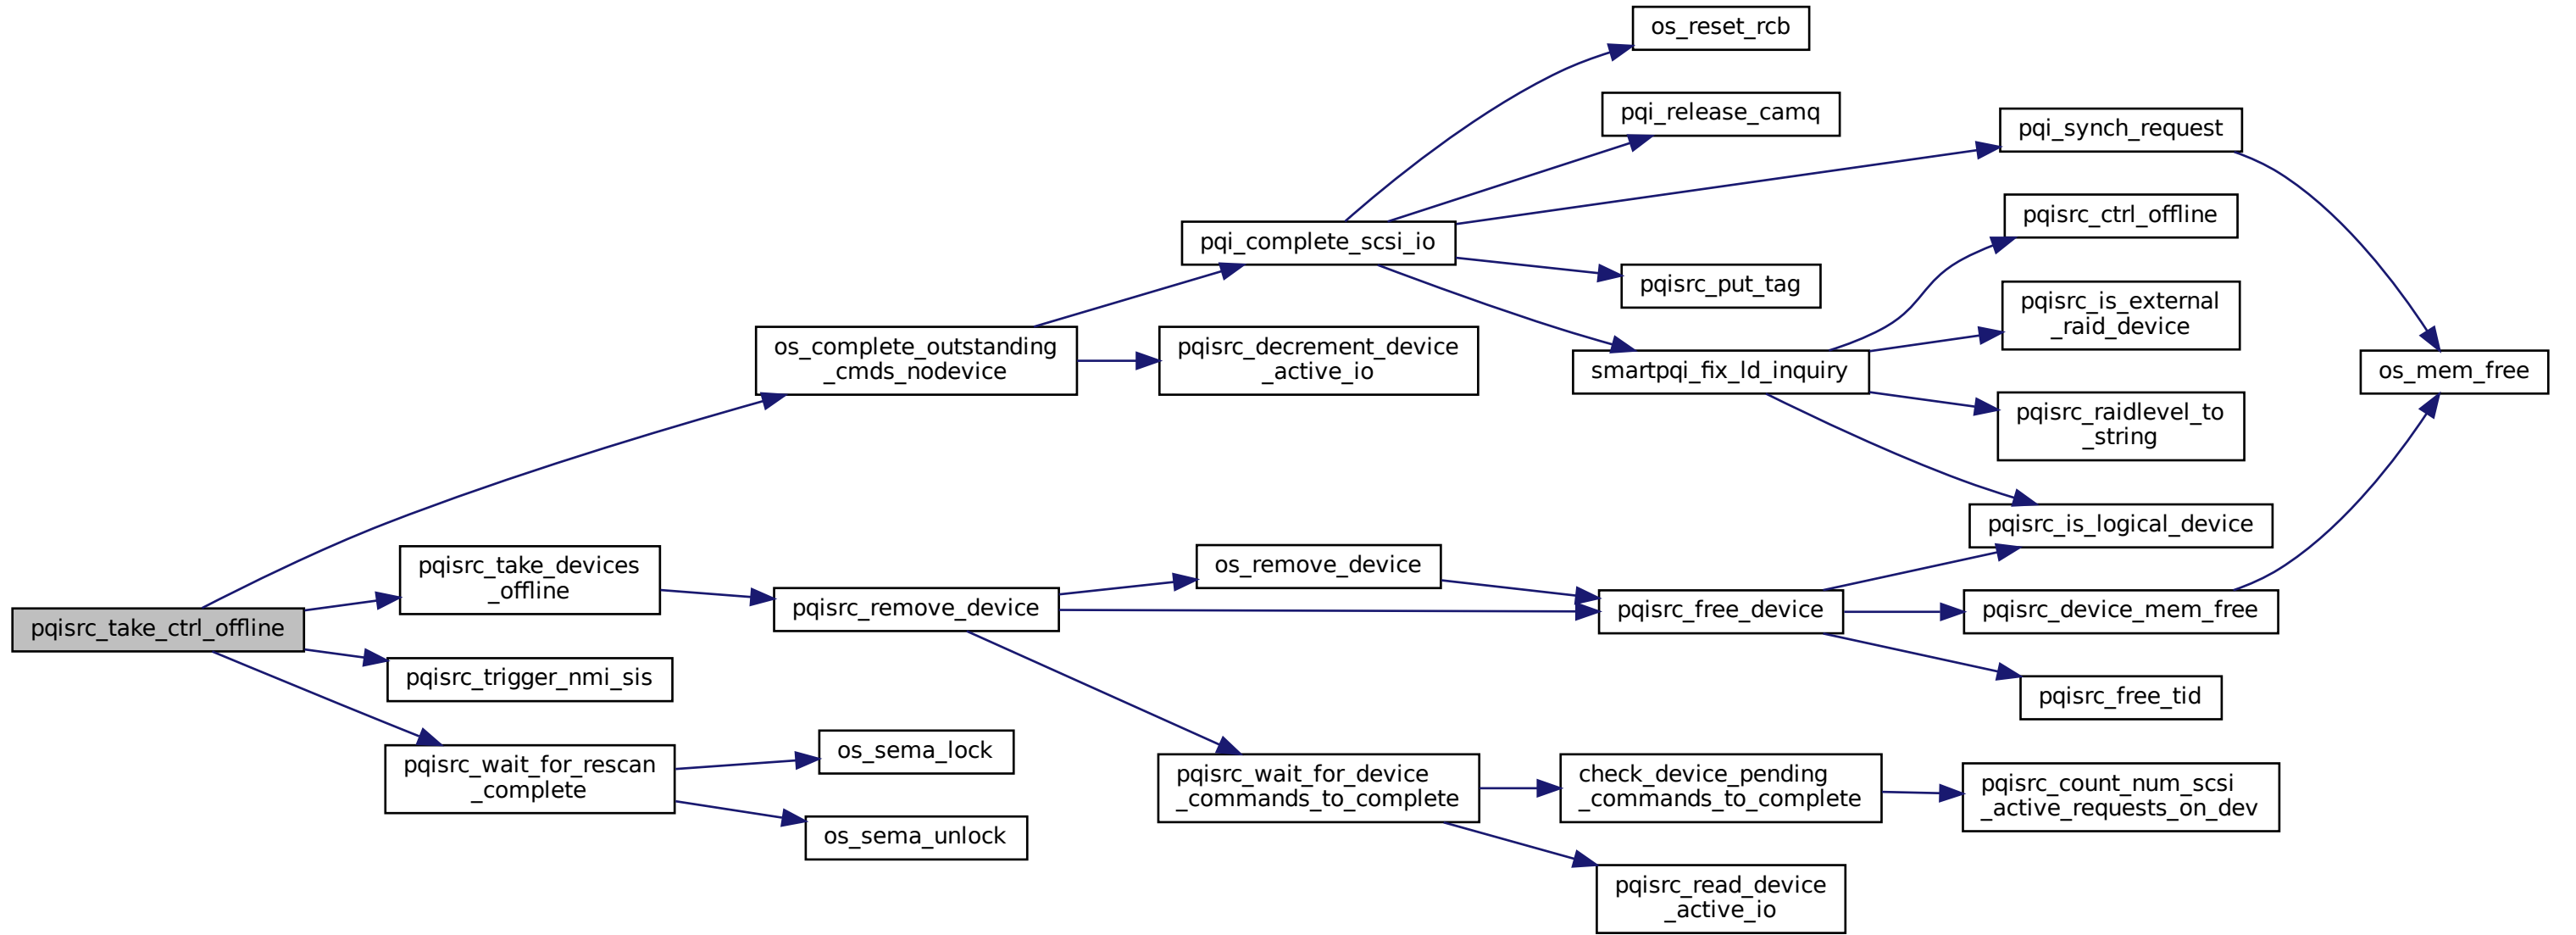 os_reset_rcb
pqi_release_camq
pqi_synch_request
pqisrc_ctrl_offline
pqi_complete_scsi_io
pqisrc_put_tag
pqisrc_is_external
_raid_device
os_complete_outstanding
_cmds_nodevice
pqisrc_decrement_device
_active_io
smartpqi_fix_ld_inquiry
os_mem_free
pqisrc_raidlevel_to
_string
pqisrc_is_logical_device
pqisrc_take_devices
_offline
os_remove_device
pqisrc_remove_device
pqisrc_free_device
pqisrc_device_mem_free
pqisrc_take_ctrl_offline
pqisrc_trigger_nmi_sis
pqisrc_free_tid
pqisrc_wait_for_rescan
_complete
os_sema_lock
os_sema_unlock
pqisrc_wait_for_device
_commands_to_complete
check_device_pending
_commands_to_complete
pqisrc_count_num_scsi
_active_requests_on_dev
pqisrc_read_device
_active_io